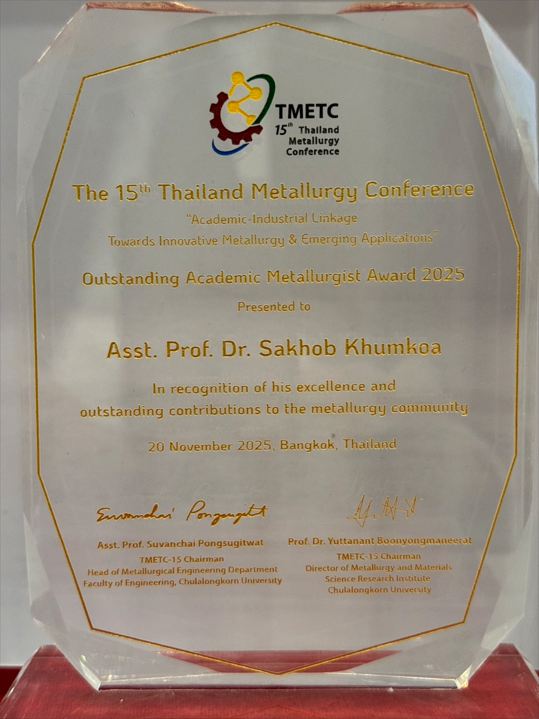 TMETC
15th Thailand
Metallurgy
Conference
The 15th Thailand Metallurgy Conference
"Academic-Industrial Linkage
Towards Innovative Metallurgy & Emerging Applications"
Outstanding Academic Metallurgist Award 2025
Presented to
Asst. Prof. Dr. Sakhob Khumkoa
In recognition of his excellence and
outstanding contributions to the metallurgy community
20 November 2025, Bangkok, Thailand
Suvanchai Pongsugitwat
Asst. Prof. Suvanchai Pongsugitwat
TMETC-15 Chairman
Head of Metallurgical Engineering Department
Faculty of Engineering, Chulalongkorn University
Prof. Dr. Yuttanant Boonyongmaneerat
TMETC-15 Chairman
Director of Metallurgy and Materials
Science Research Institute
Chulalongkorn University